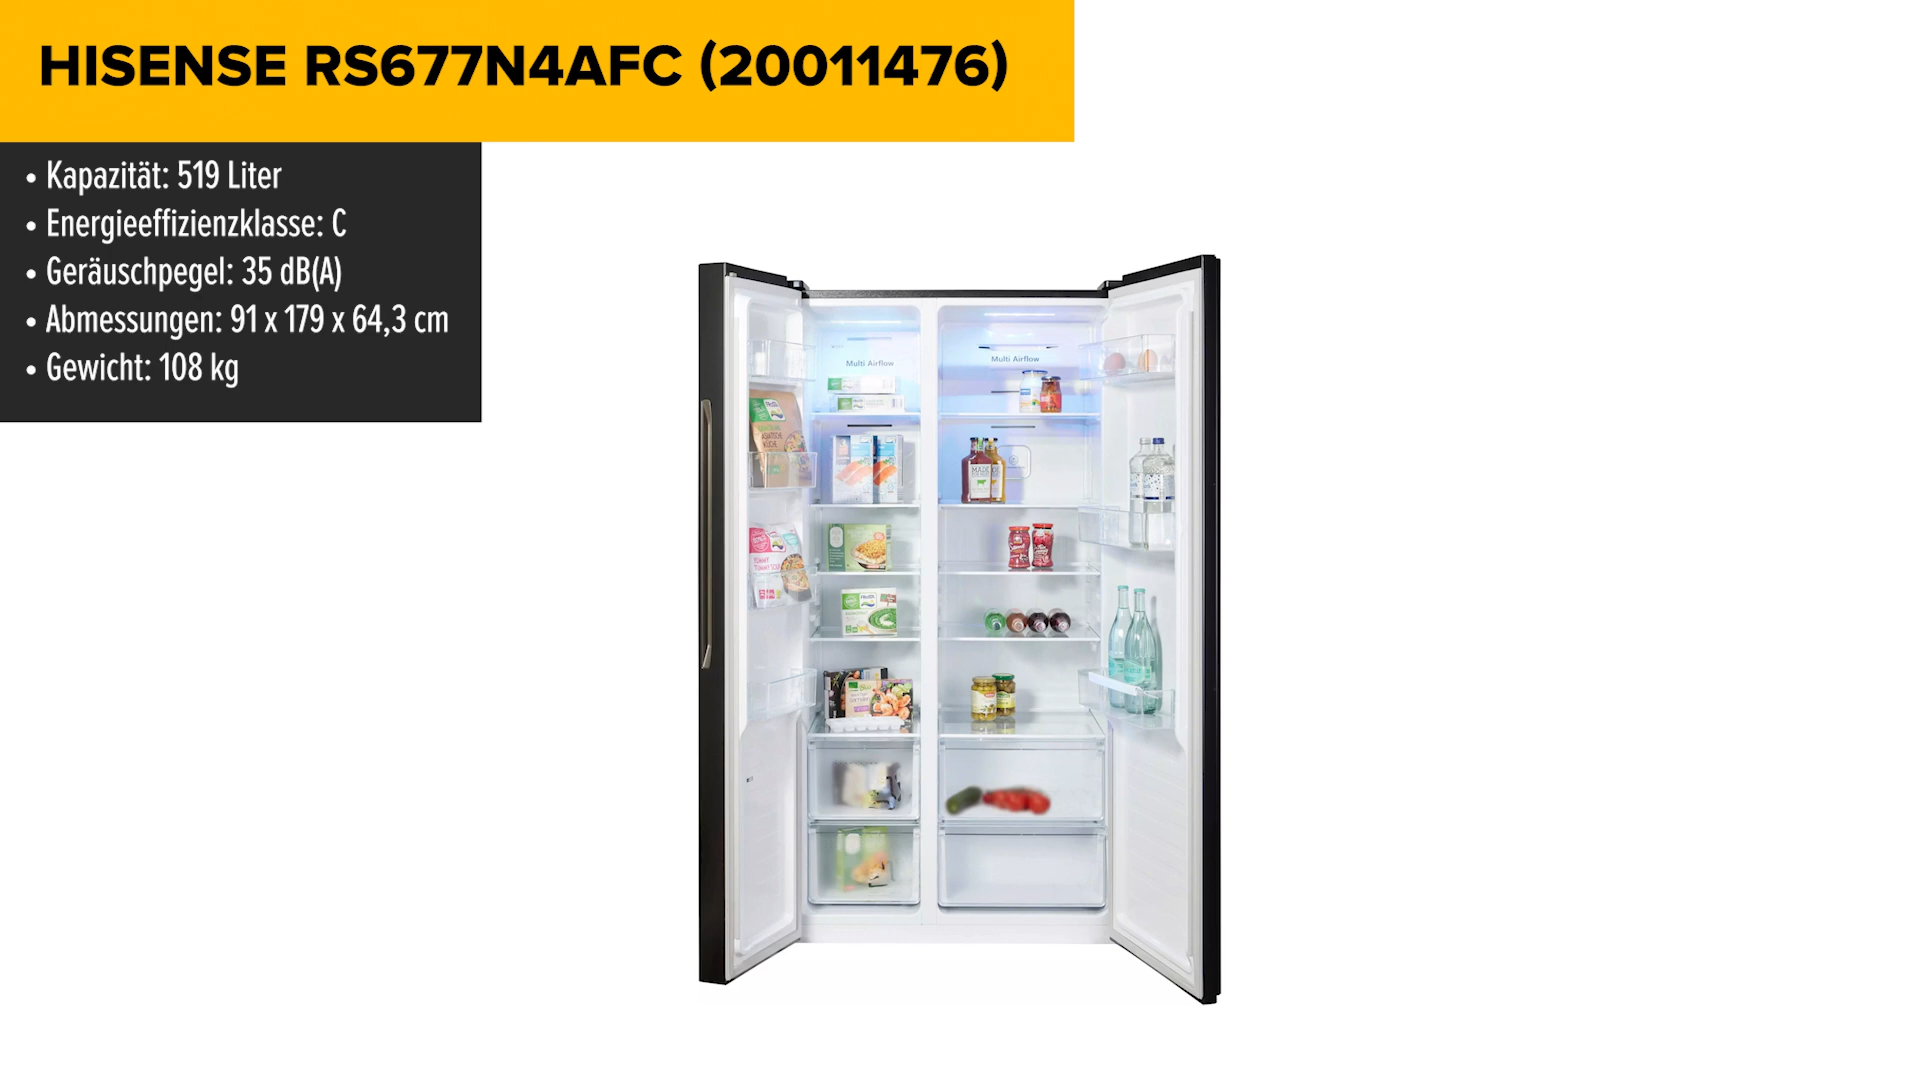 HISENSE RS677N4AFC (20011476)
• Kapazität: 519 Liter
• Energieeffizienzklasse: C
• Geräuschpegel: 35 dB(A)
• Abmessungen: 91 x 179 x 64,3 cm
• Gewicht: 108 kg
Multi Airflow
Multi Airflow